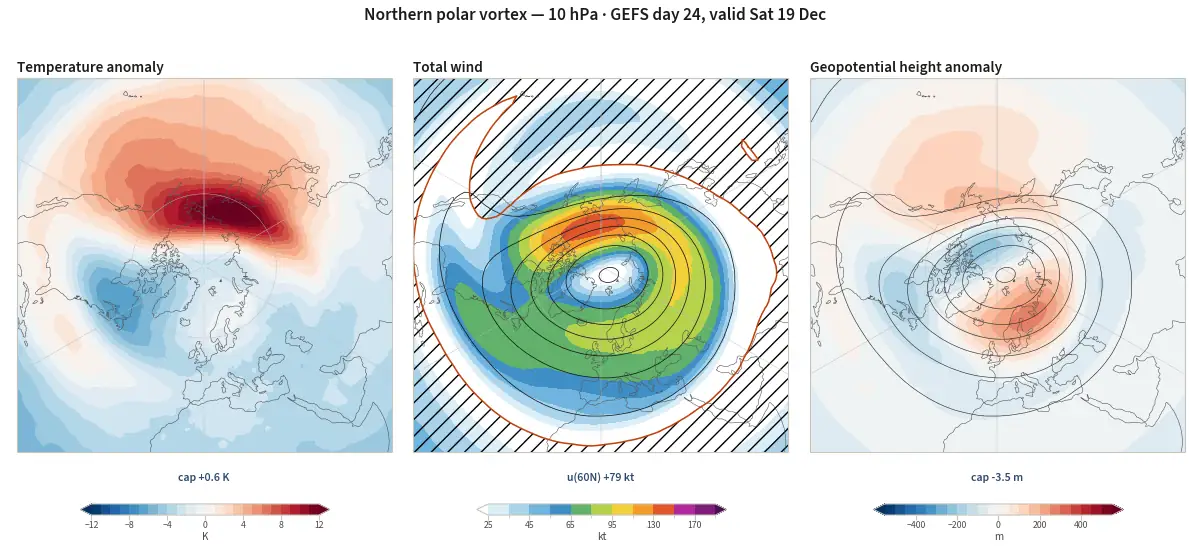 Northern polar vortex — 10 hPa · GEFS day 24, valid Sat 19 Dec
Temperature anomaly
Total wind
Geopotential height anomaly
cap +0.6 K
u(60N) +79 kt
cap -3.5 m
−12 −8 −4 0 4 8 12
K
25 45 65 95 130 170
kt
−400 −200 0 200 400
m